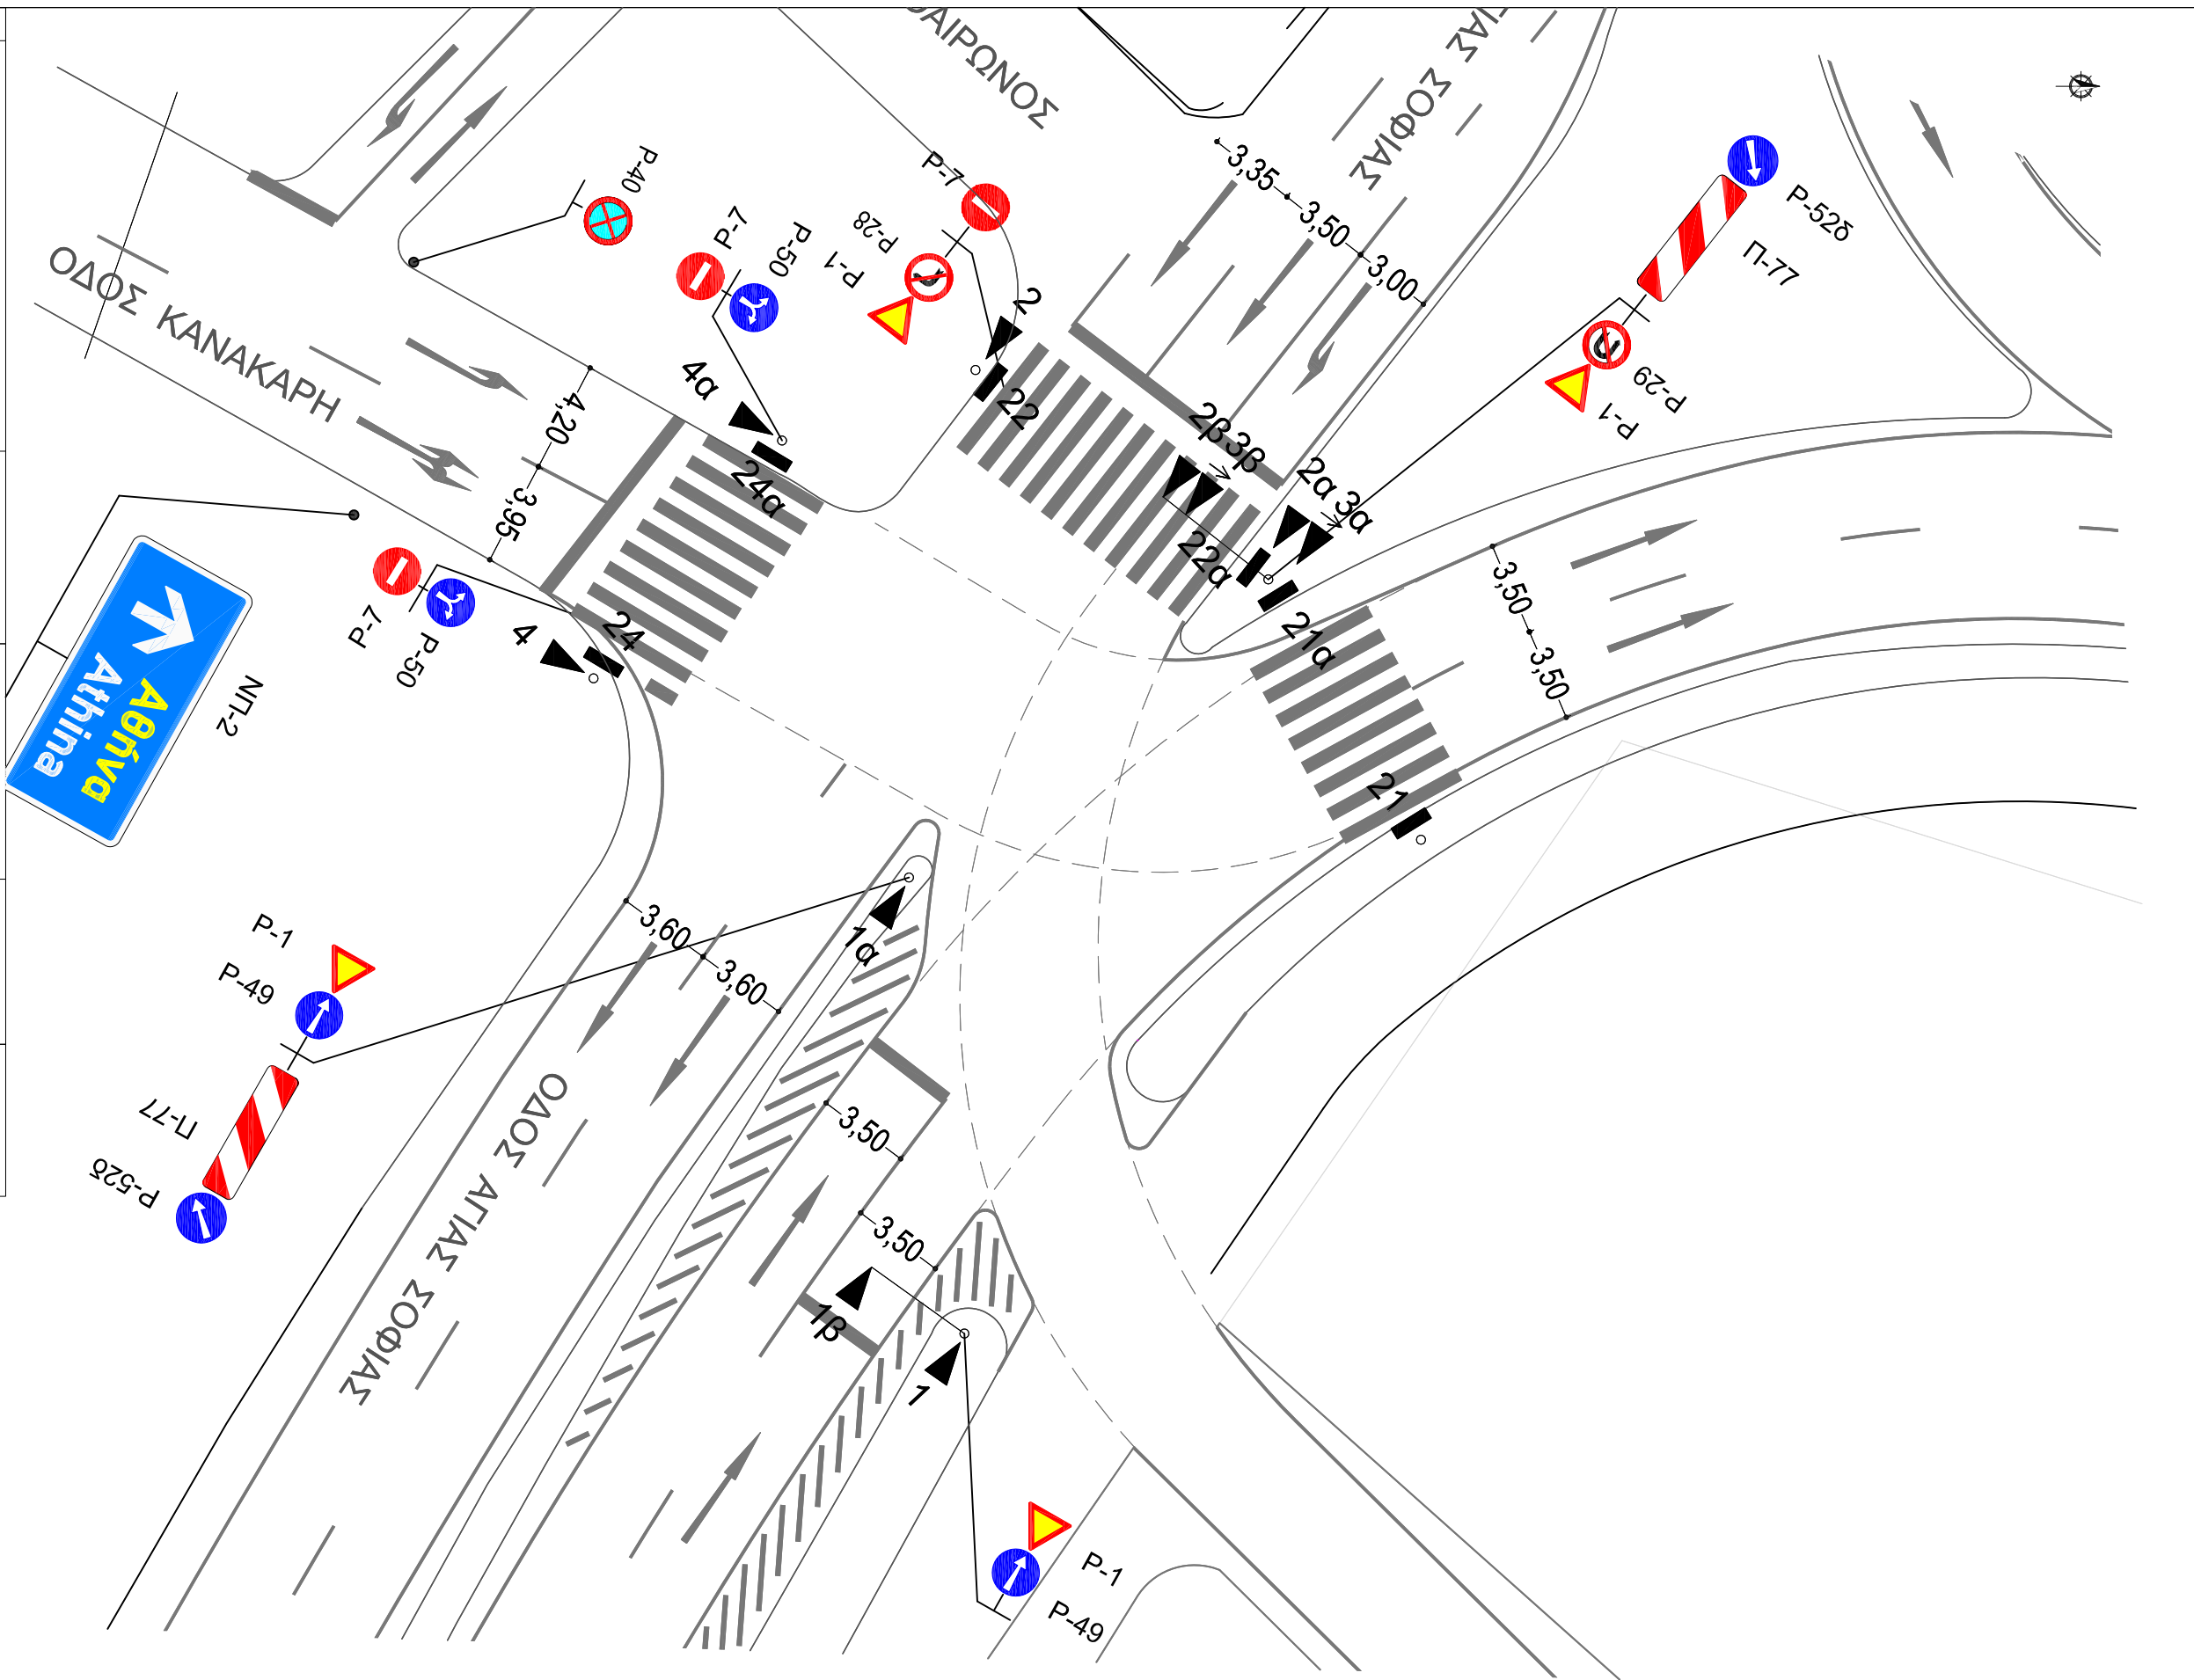 ΣΑΙΡΩΝΟΣ
ΣΟΦΙΑΣ
ΟΔΟΣ ΚΑΝΑΚΑΡΗ
P-40
P-7
P-50
P-7
P-28
P-1
2
22
3,35
3,50
3,00
P-52δ
Π-77
P-29
P-1
4α
24α
4,20
3,95
2β
3β
2α
3α
22α
21α
21
3,50
3,50
P-7
P-50
4
24
ΝΠ-2
Αθήνα
Athina
P-1
P-49
Π-77
P-52δ
3,60
3,60
1α
ΟΔΟΣ ΑΓΙΑΣ ΣΟΦΙΑΣ
3,50
3,50
1β
1
P-1
P-49